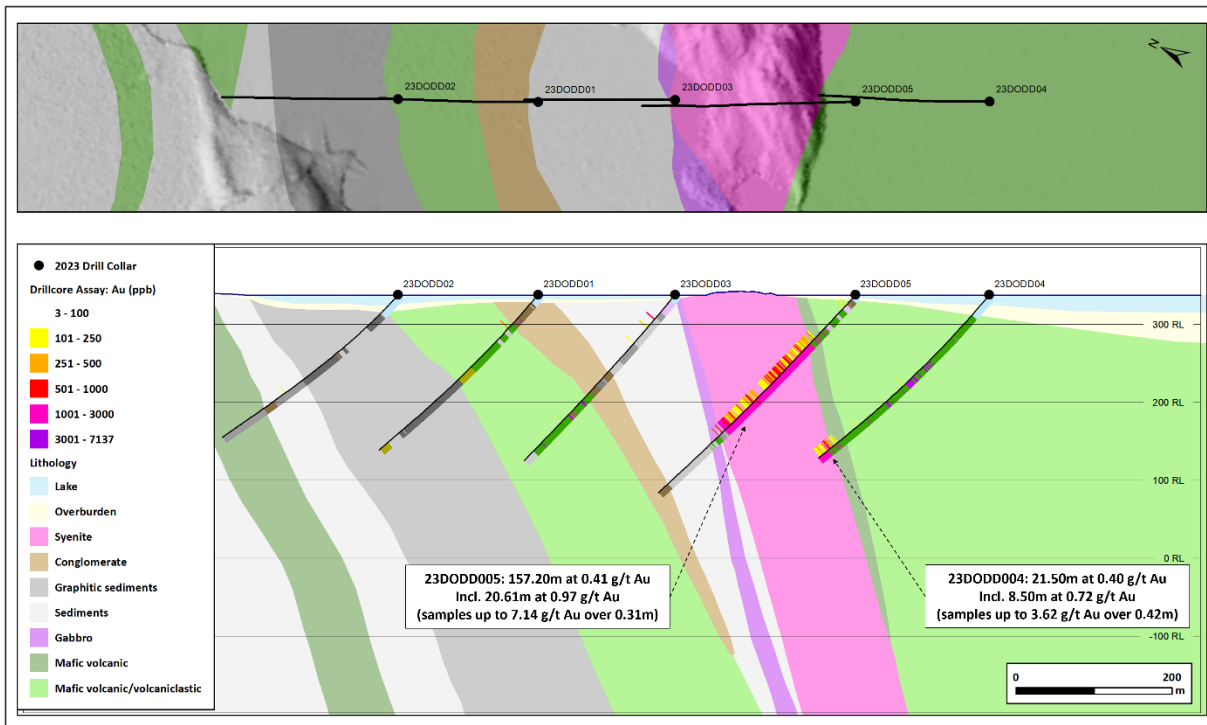 N
23DODD02
23DODD01
23DODD03
23DODD05
23DODD04
2023 Drill Collar
Drillcore Assay: Au (ppb)
3 - 100
101 - 250
251 - 500
501 - 1000
1001 - 3000
3001 - 7137
Lithology
Lake
Overburden
Syenite
Conglomerate
Graphitic sediments
Sediments
Gabbro
Mafic volcanic
Mafic volcanic/volcaniclastic
23DODD02
23DODD01
23DODD03
23DODD05
23DODD04
300 RL
200 RL
100 RL
0 RL
-100 RL
23DODD005: 157.20m at 0.41 g/t Au
Incl. 20.61m at 0.97 g/t Au
(samples up to 7.14 g/t Au over 0.31m)
23DODD004: 21.50m at 0.40 g/t Au
Incl. 8.50m at 0.72 g/t Au
(samples up to 3.62 g/t Au over 0.42m)
0 200
m